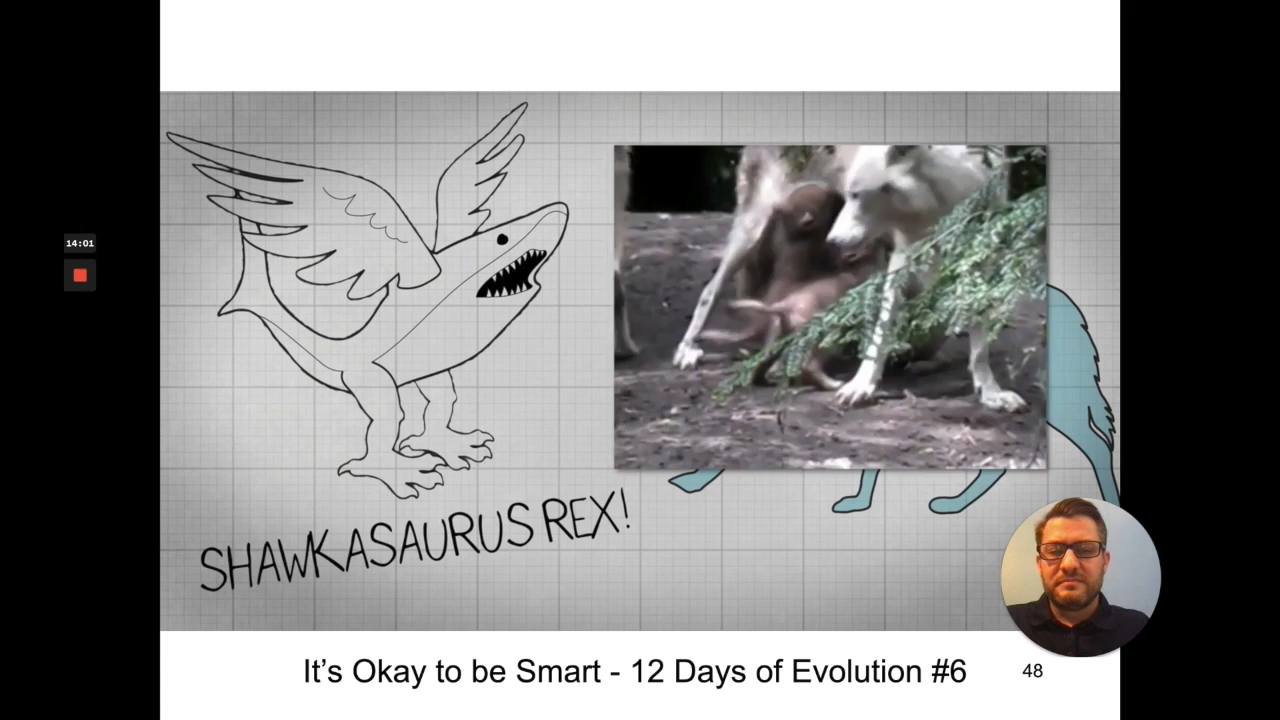 14:01
SHAWKASAURUS REX!
It's Okay to be Smart - 12 Days of Evolution #6
48